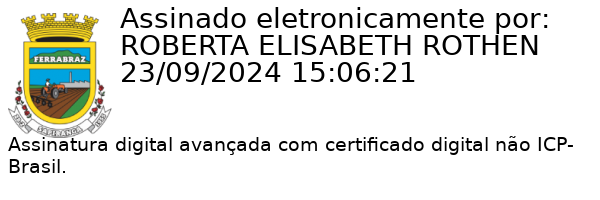 Assinado eletronicamente por:
ROBERTA ELISABETH ROTHEN
23/09/2024 15:06:21
FERRABRAZ
SAPIRANGA
Assinatura digital avançada com certificado digital não ICP-
Brasil.